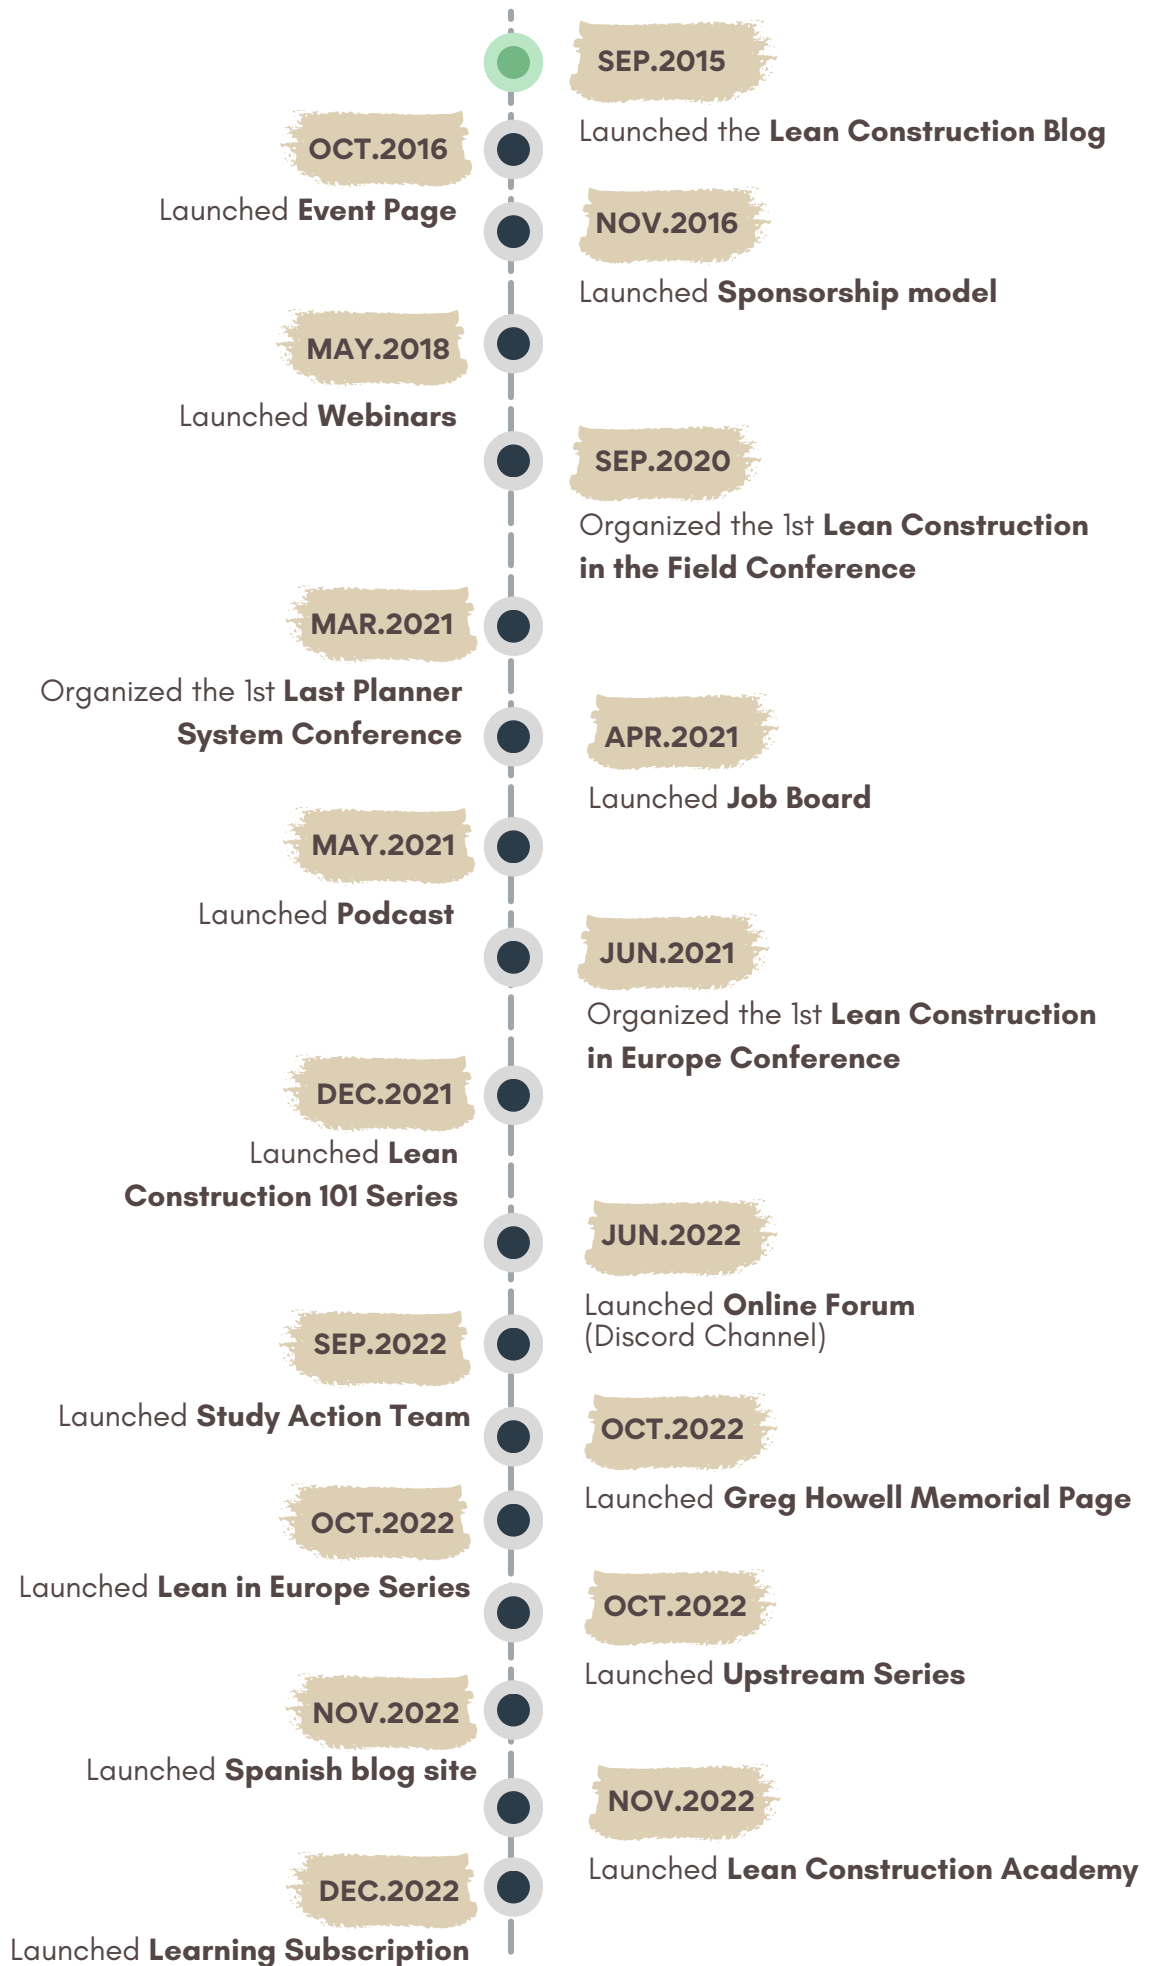 SEP.2015
Launched the Lean Construction Blog
OCT.2016
Launched Event Page
NOV.2016
Launched Sponsorship model
MAY.2018
Launched Webinars
SEP.2020
Organized the 1st Lean Construction
in the Field Conference
MAR.2021
Organized the 1st Last Planner
System Conference
APR.2021
Launched Job Board
MAY.2021
Launched Podcast
JUN.2021
Organized the 1st Lean Construction
in Europe Conference
DEC.2021
Launched Lean
Construction 101 Series
JUN.2022
Launched Online Forum
(Discord Channel)
SEP.2022
Launched Study Action Team
OCT.2022
Launched Greg Howell Memorial Page
OCT.2022
Launched Lean in Europe Series
OCT.2022
Launched Upstream Series
NOV.2022
Launched Spanish blog site
NOV.2022
Launched Lean Construction Academy
DEC.2022
Launched Learning Subscription